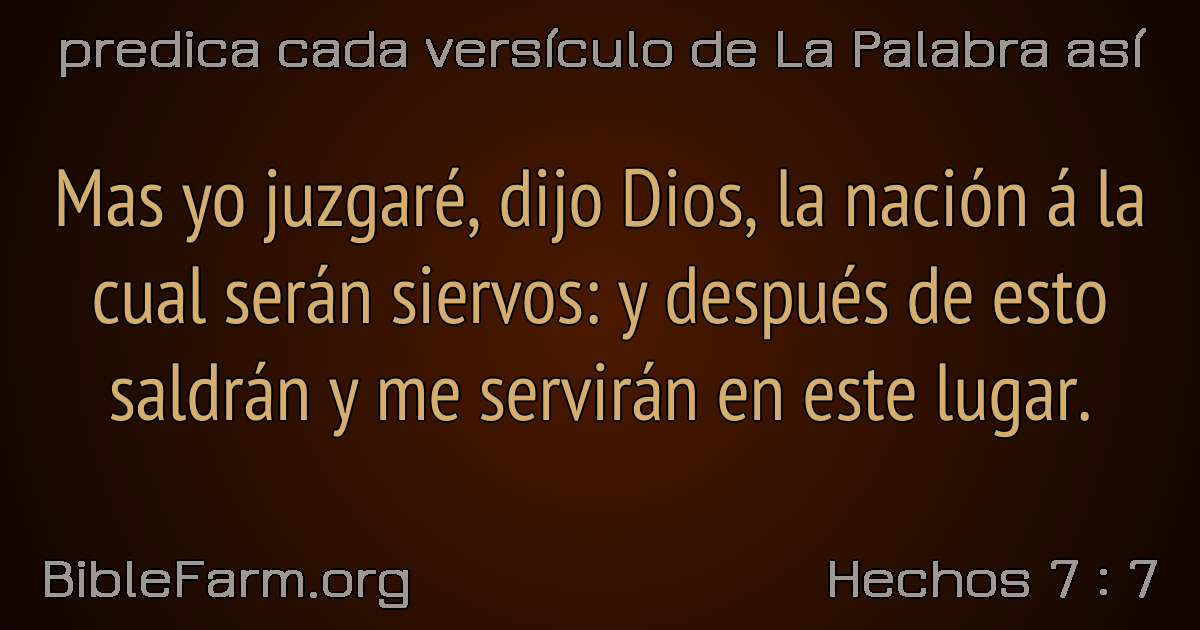 predica cada versículo de La Palabra así
Mas yo juzgaré, dijo Dios, la nación á la
cual serán siervos: y después de esto
saldrán y me servirán en este lugar.
BibleFarm.org
Hechos 7 : 7